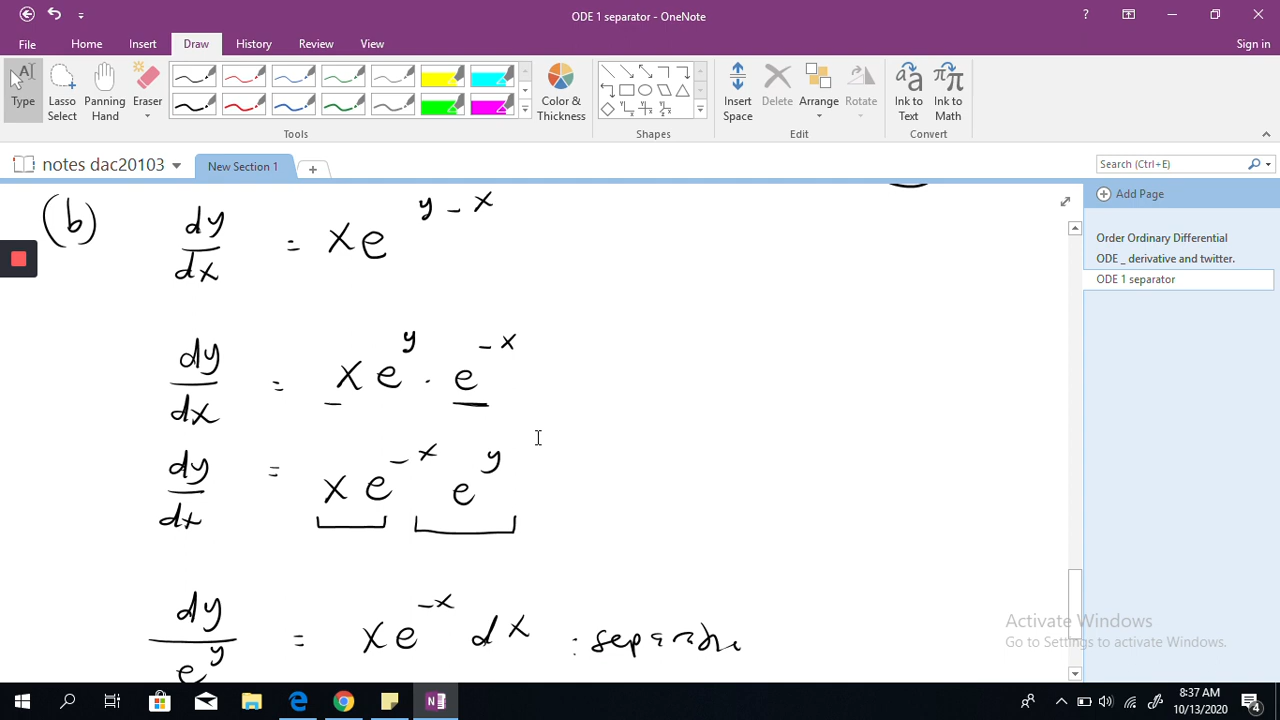 ODE 1 separator - OneNote
?
File Home Insert Draw History Review View
Sign in
Type Lasso Select Panning Hand Eraser
Color & Thickness
Insert Space Delete Arrange Rotate
Ink to Text Ink to Math
Tools Shapes Edit Convert
notes dac20103 New Section 1
Search (Ctrl+E)
Add Page
Order Ordinary Differential
ODE _ derivative and twitter.
ODE 1 separator
(b) dy/dx = xe^(y-x)
dy/dx = xe^y · e^(-x)
dy/dx = xe^(-x) e^y
dy/e^y = xe^(-x) dx : separable
Activate Windows
Go to Settings to activate Windows.
8:37 AM
10/13/2020
4